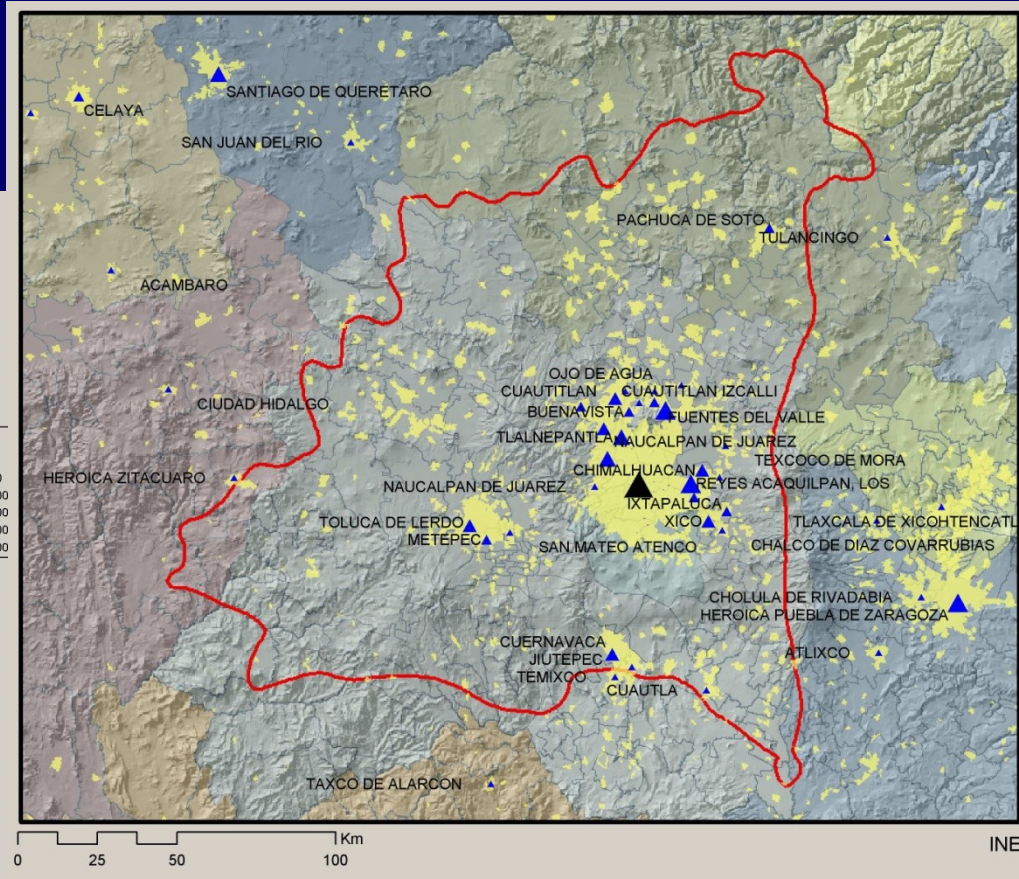 SANTIAGO DE QUERETARO
CELAYA
SAN JUAN DEL RIO
PACHUCA DE SOTO
TULANCINGO
ACAMBARO
OJO DE AGUA
CUAUTITLAN
CUAUTITLAN IZCALLI
CIUDAD HIDALGO
BUENAVISTA
FUENTES DEL VALLE
TLALNEPANTLA
NAUCALPAN DE JUAREZ
TEXCOCO DE MORA
CHIMALHUACAN
HEROICA ZITACUARO
NAUCALPAN DE JUAREZ
REYES ACAQUILPAN, LOS
IXTAPALUCA
TOLUCA DE LERDO
XICO
TLAXCALA DE XICOHTENCATL
METEPEC
SAN MATEO ATENCO
CHALCO DE DIAZ COVARRUBIAS
CHOLULA DE RIVADABIA
HEROICA PUEBLA DE ZARAGOZA
CUERNAVACA
JIUTEPEC
ATLIXCO
TEMIXCO
CUAUTLA
TAXCO DE ALARCON
Km
0 25 50 100
INE